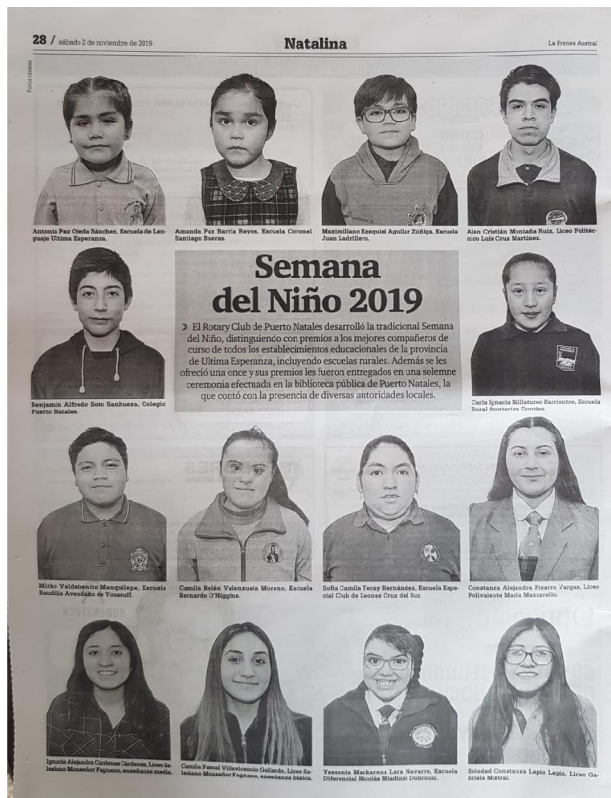 28 / sábado 2 de noviembre de 2019
Natalina
La Prensa Austral
Antonia Paz Ojeda Sánchez, Escuela de Len-
guaje Ultima Esperanza.
Amanda Paz Barría Reyes, Escuela Coronel
Santiago Bueras.
Maximiliano Exequiel Aguilar Zúñiga, Escuela
Juan Ladrillero.
Alan Cristián Montaña Ruiz, Liceo Politéc-
nico Luis Cruz Martínez.
Semana
del Niño 2019
El Rotary Club de Puerto Natales desarrolló la tradicional Semana
del Niño, distinguiendo con premios a los mejores compañeros de
curso de todos los establecimientos educacionales de la provincia
de Ultima Esperanza, incluyendo escuelas rurales. Además se les
ofreció una once y sus premios les fueron entregados en una solemne
ceremonia efectuada en la biblioteca pública de Puerto Natales, la
que contó con la presencia de diversas autoridades locales.
Benjamín Alfredo Soto Sanhueza, Colegio
Puerto Natales.
Carla Ignacia Millatureo Barrientos, Escuela
Rural fronteriza Dorotea.
Mirko Valdebenito Manquilepe, Escuela
Baudilia Avendaño de Yousuff.
Camila Belén Valenzuela Moreno, Escuela
Bernardo O'Higgins.
Sofía Camila Tecay Hernández, Escuela Espe-
cial Club de Leones Cruz del Sur.
Constanza Alejandra Pizarro Vargas, Liceo
Polivalente María Mazzarello.
Ignacia Alejandra Cárdenas Cárdenas, Liceo Sa-
lesiano Monseñor Fagnano, enseñanza media.
Camila Pascal Villavicencio Gallardo, Liceo Sa-
lesiano Monseñor Fagnano, enseñanza básica.
Yessenia Mackarena Lara Navarro, Escuela
Diferencial Nicolás Mladinic Dobronic.
Soledad Constanza Lepío Lepío, Liceo Ga-
briela Mistral.